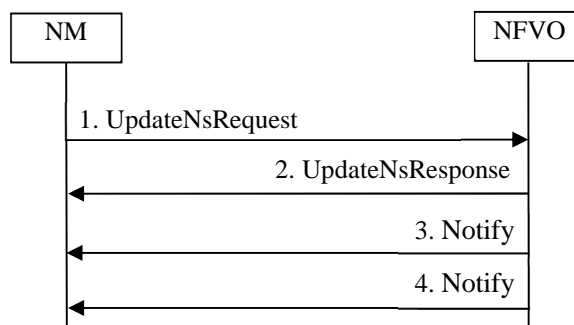 NM
NFVO
1. UpdateNsRequest
2. UpdateNsResponse
3. Notify
4. Notify